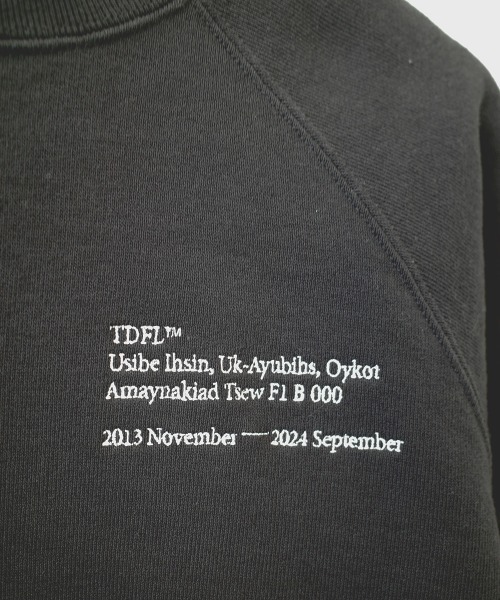 TDFL™
Usibe Ihsin, Uk-Ayubihs, Oykot
Amaynakiad Tsew F1 B 000
2013 November — 2024 September